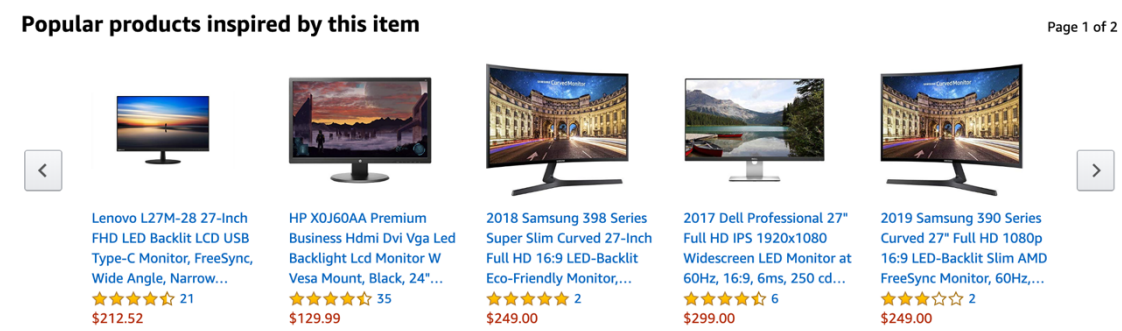 Popular products inspired by this item
Page 1 of 2
Lenovo L27M-28 27-Inch
FHD LED Backlit LCD USB
Type-C Monitor, FreeSync,
Wide Angle, Narrow...
21
$212.52
HP X0J60AA Premium
Business Hdmi Dvi Vga Led
Backlight Lcd Monitor W
Vesa Mount, Black, 24"...
35
$129.99
CURVED Monitor
2018 Samsung 398 Series
Super Slim Curved 27-Inch
Full HD 16:9 LED-Backlit
Eco-Friendly Monitor,...
2
$249.00
2017 Dell Professional 27"
Full HD IPS 1920x1080
Widescreen LED Monitor at
60Hz, 16:9, 6ms, 250 cd...
6
$299.00
CURVED Monitor
2019 Samsung 390 Series
Curved 27" Full HD 1080p
16:9 LED-Backlit Slim AMD
FreeSync Monitor, 60Hz,...
2
$249.00